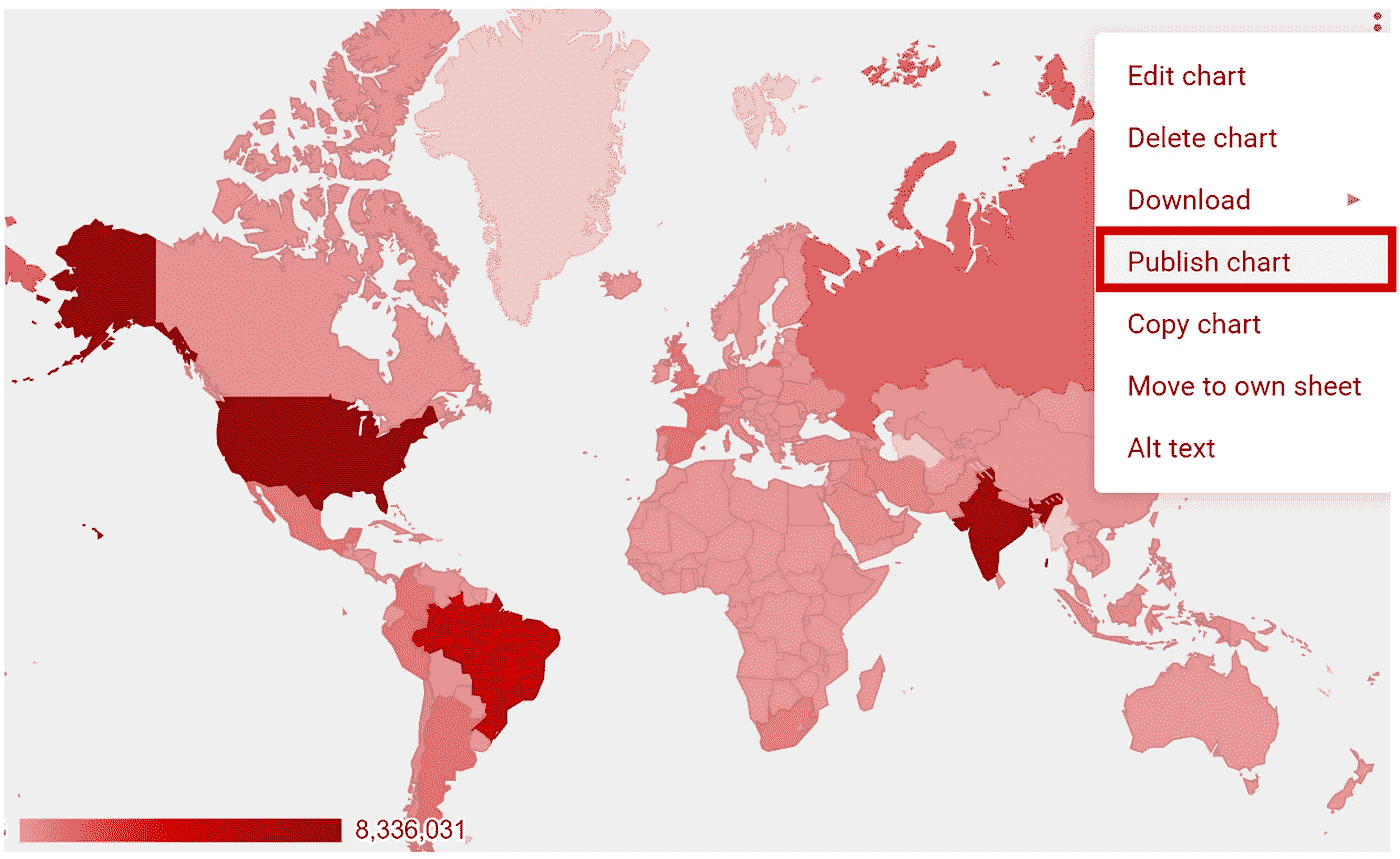 Edit chart
Delete chart
Download
Publish chart
Copy chart
Move to own sheet
Alt text
8,336,031